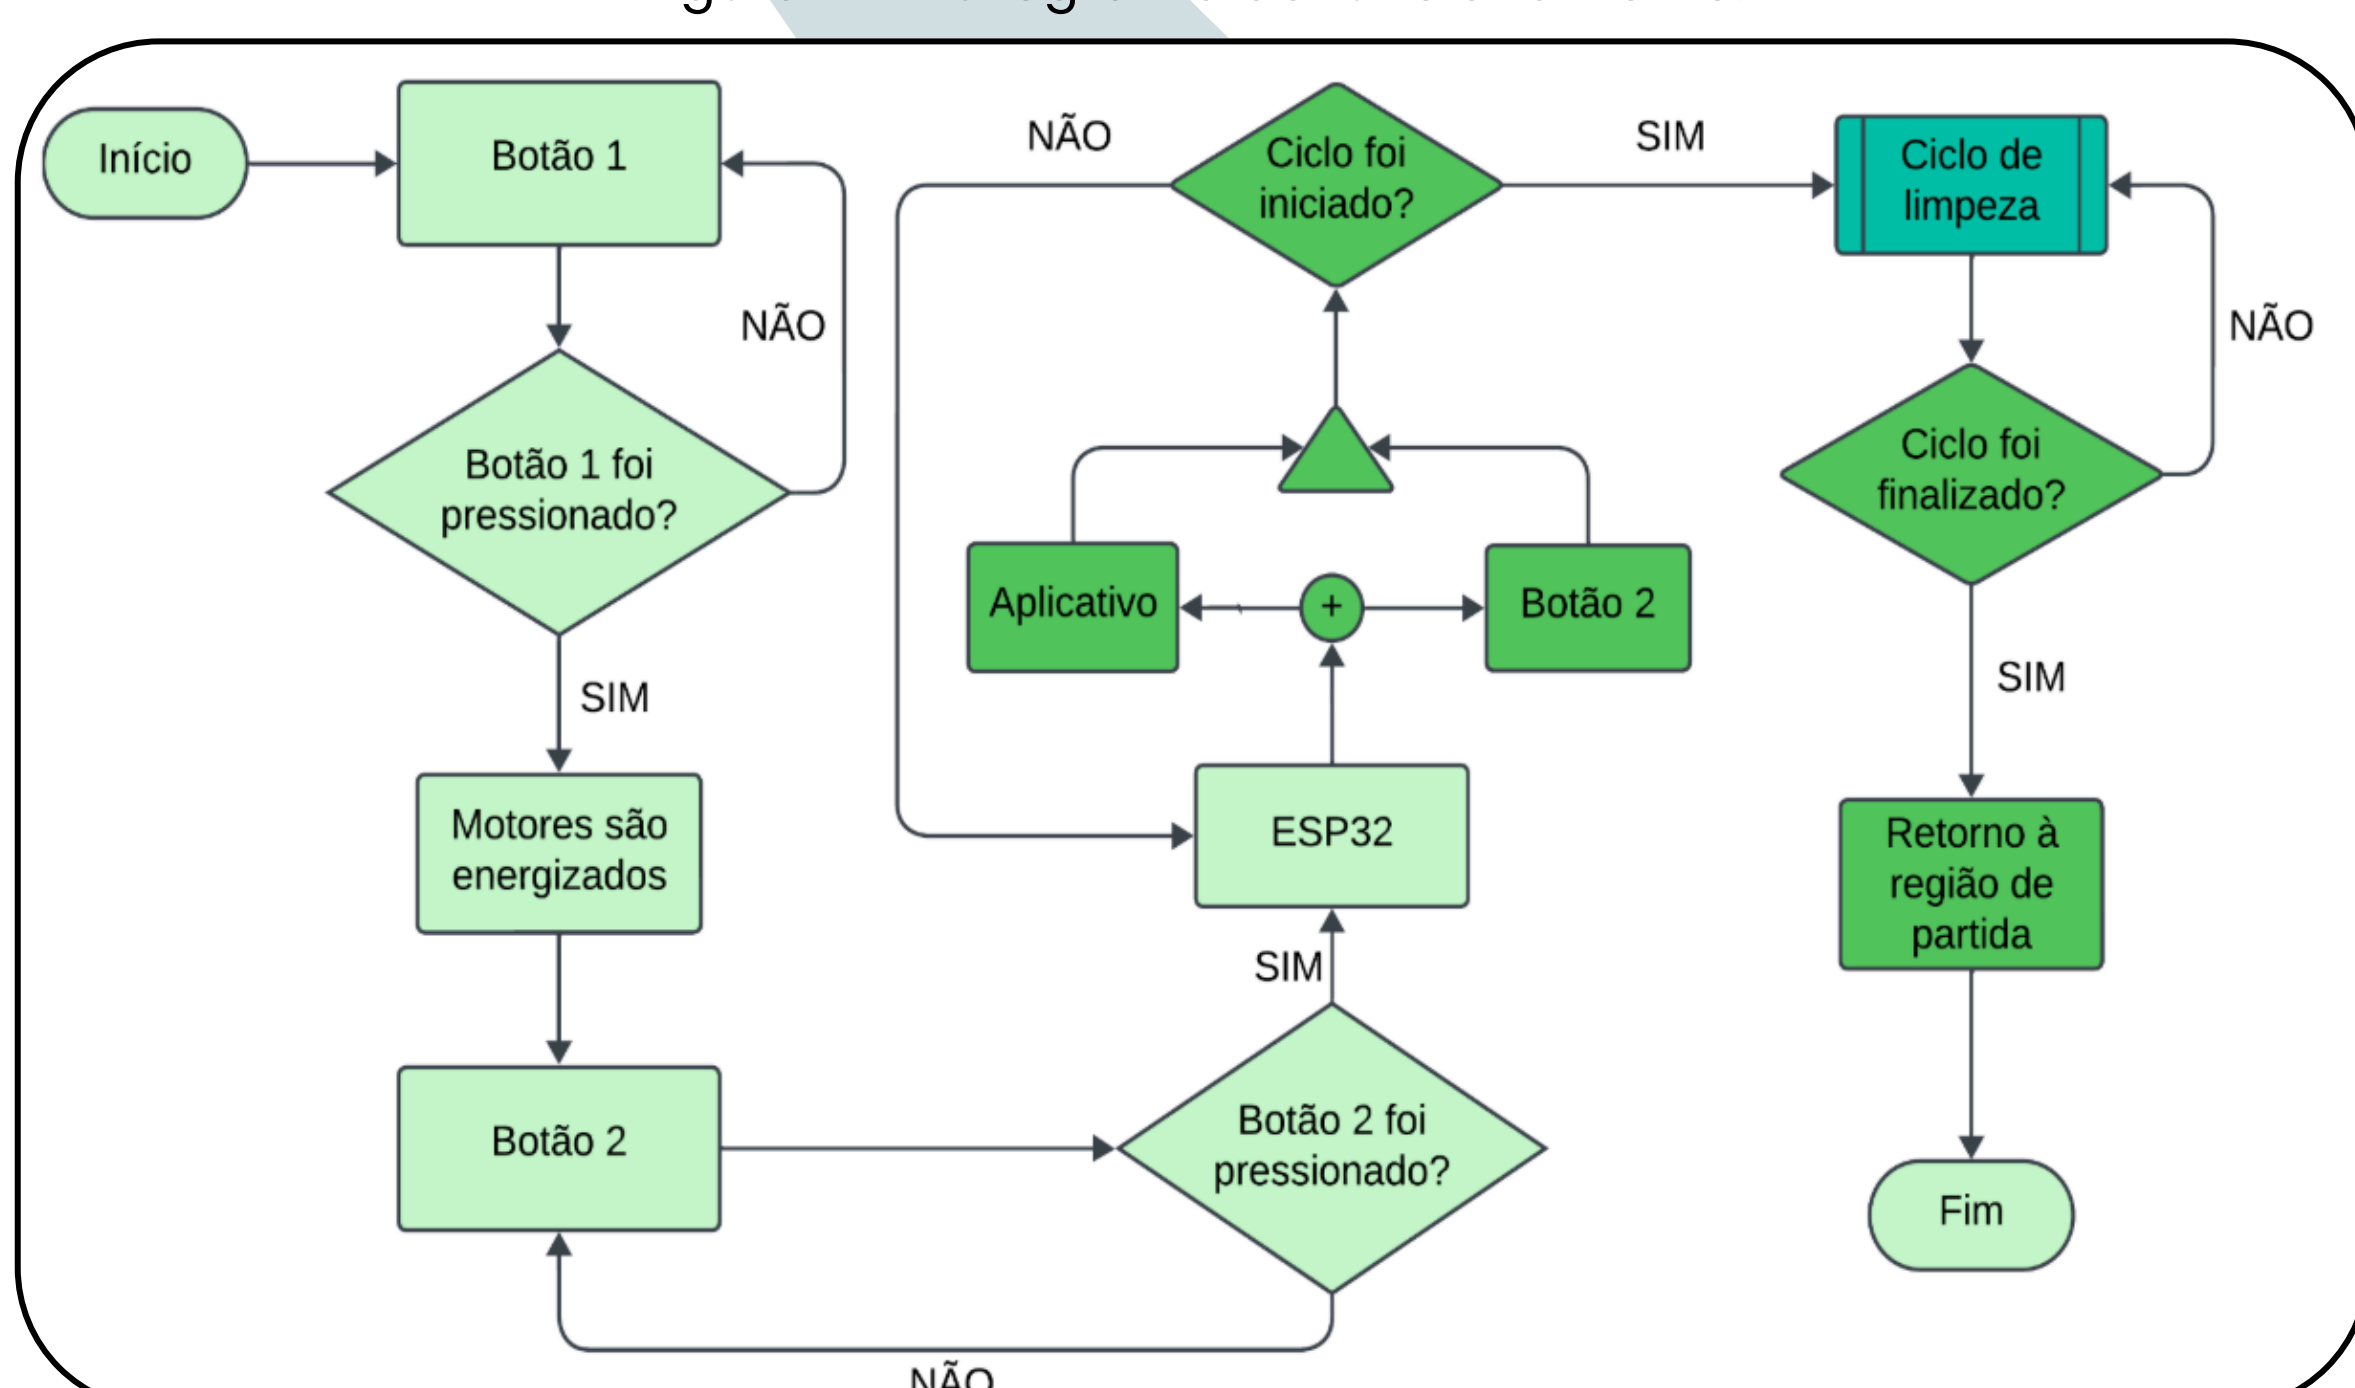 Início
Botão 1
NÃO
Botão 1 foi
pressionado?
SIM
Motores são
energizados
Botão 2
NÃO
Botão 2 foi
pressionado?
SIM
ESP32
+
Aplicativo
Botão 2
Ciclo foi
iniciado?
NÃO
SIM
Ciclo de
limpeza
NÃO
Ciclo foi
finalizado?
SIM
Retorno à
região de
partida
Fim